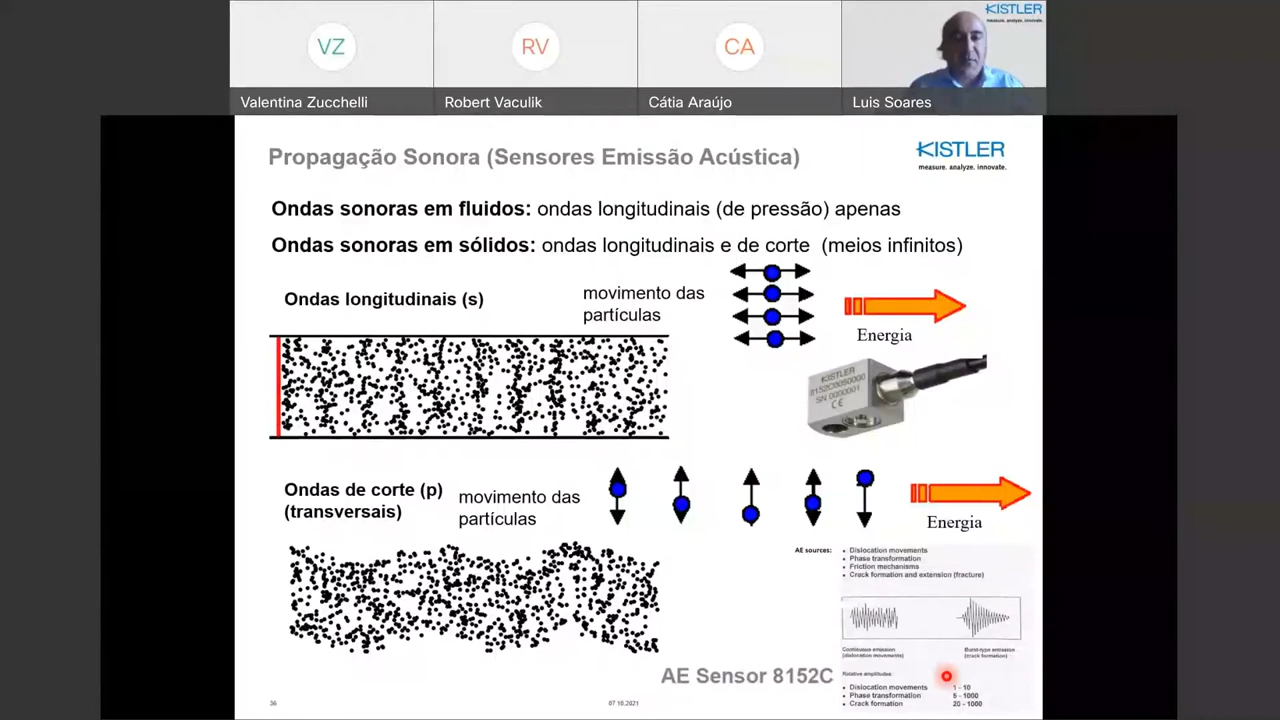 VZ
RV
CA
KISTLER
measure. analyze. innovate.
Valentina Zucchelli
Robert Vaculik
Cátia Araújo
Luis Soares
Propagação Sonora (Sensores Emissão Acústica)
KISTLER
measure. analyze. innovate.
Ondas sonoras em fluidos: ondas longitudinais (de pressão) apenas
Ondas sonoras em sólidos: ondas longitudinais e de corte (meios infinitos)
Ondas longitudinais (s)
movimento das
partículas
Energia
KISTLER
8152C0050000
SN 0000001
CE
Ondas de corte (p)
(transversais)
movimento das
partículas
Energia
AE sources:
• Dislocation movements
• Phase transformation
• Friction mechanisms
• Crack formation and extension (fracture)
Continuous emission
(dislocation movements)
Burst-type emission
(crack formation)
Relative amplitudes:
• Dislocation movements 1 - 10
• Phase transformation 5 - 1000
• Crack formation 20 - 1000
AE Sensor 8152C
36
07.10.2021